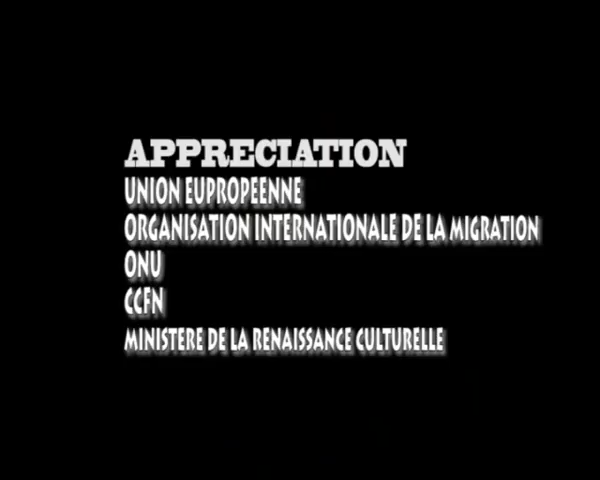 APPRECIATION
UNION EUPROPEENNE
ORGANISATION INTERNATIONALE DE LA MIGRATION
ONU
CCFN
MINISTERE DE LA RENAISSANCE CULTURELLE